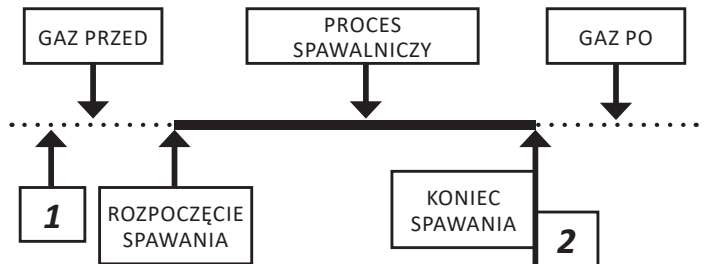 GAZ PRZED
PROCES
SPAWALNICZY
GAZ PO
1
ROZPOCZĘCIE
SPAWANIA
KONIEC
SPAWANIA
2